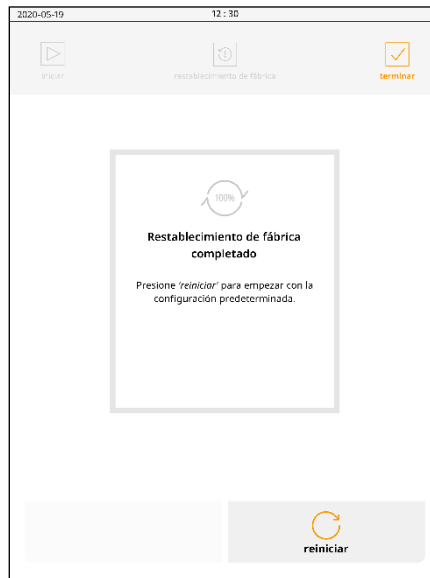 2020-05-19 12 : 30
iniciar restablecimiento de fábrica terminar
100%
Restablecimiento de fábrica
completado
Presione 'reiniciar' para empezar con la
configuración predeterminada.
reiniciar